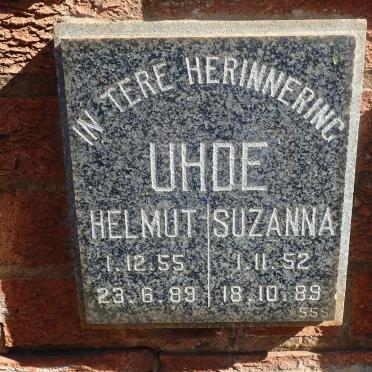 IN TERE HERINNERING
UHDE
HELMUT SUZANNA
1.12.55 1.11.52
23.6.89 18.10.89
SSS